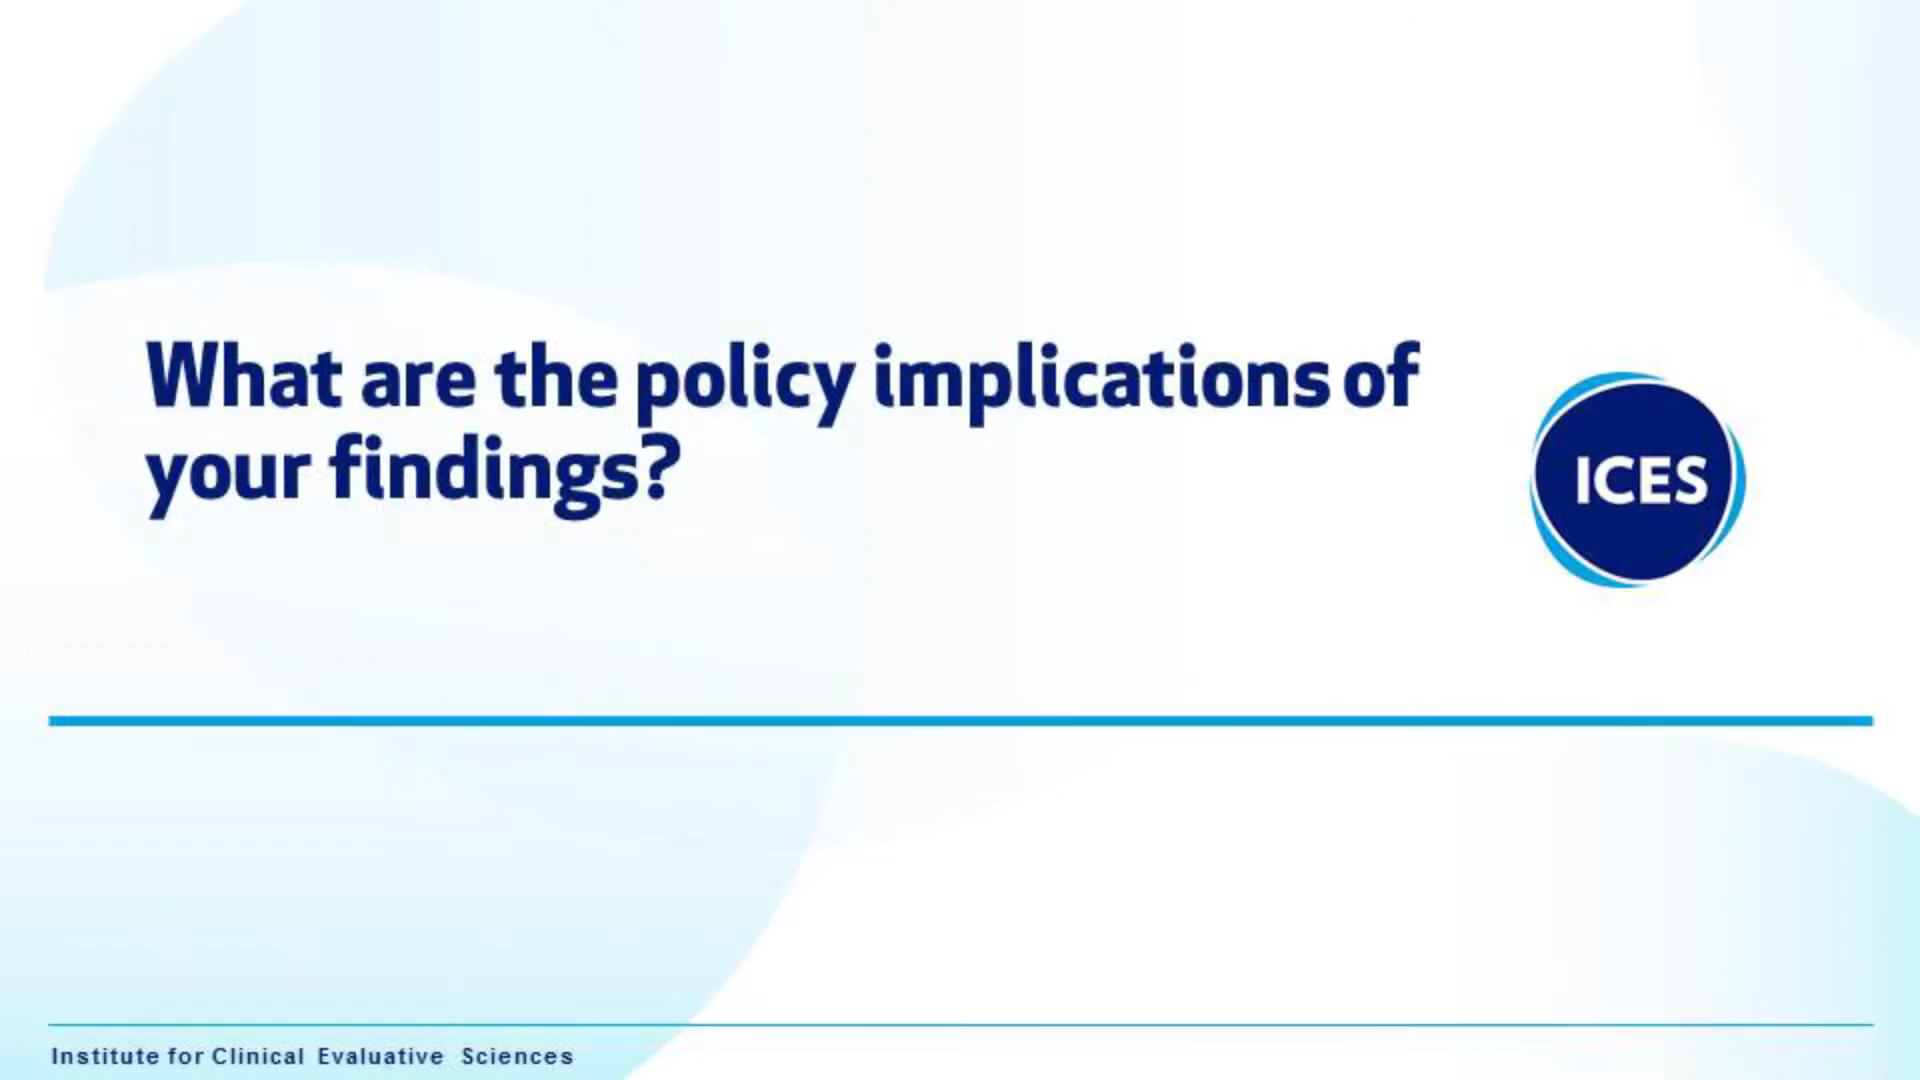 What are the policy implications of
your findings?
ICES
Institute for Clinical Evaluative Sciences